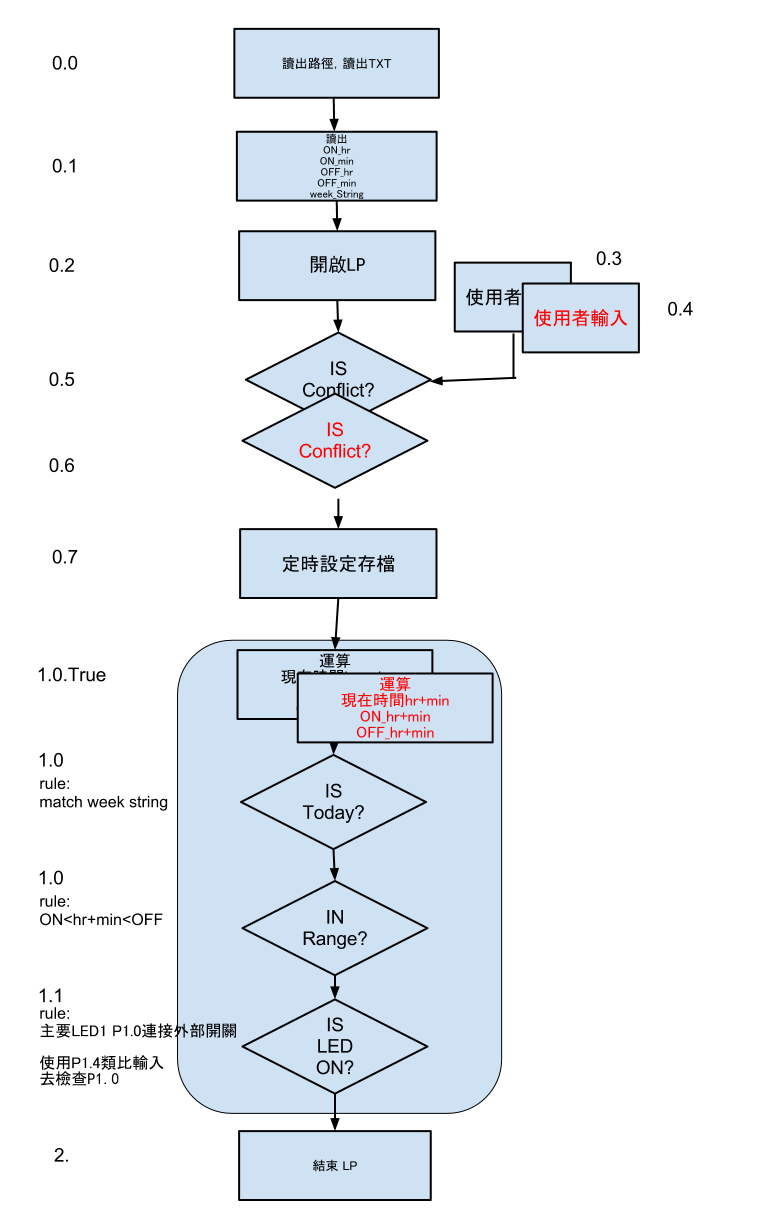 0.0
讀出路徑, 讀出TXT
0.1
讀出
ON_hr
ON_min
OFF_hr
OFF_min
week_String
0.2
開啟LP
0.3
使用者
0.4
使用者輸入
0.5
IS
Conflict?
0.6
IS
Conflict?
0.7
定時設定存檔
1.0.True
運算
現在時間
運算
現在時間hr+min
ON_hr+min
OFF_hr+min
1.0
rule:
match week string
IS
Today?
1.0
rule:
ON<hr+min<OFF
IN
Range?
1.1
rule:
主要LED1 P1.0連接外部開關
使用P1.4類比輸入
去檢查P1.0
IS
LED
ON?
2.
結束 LP